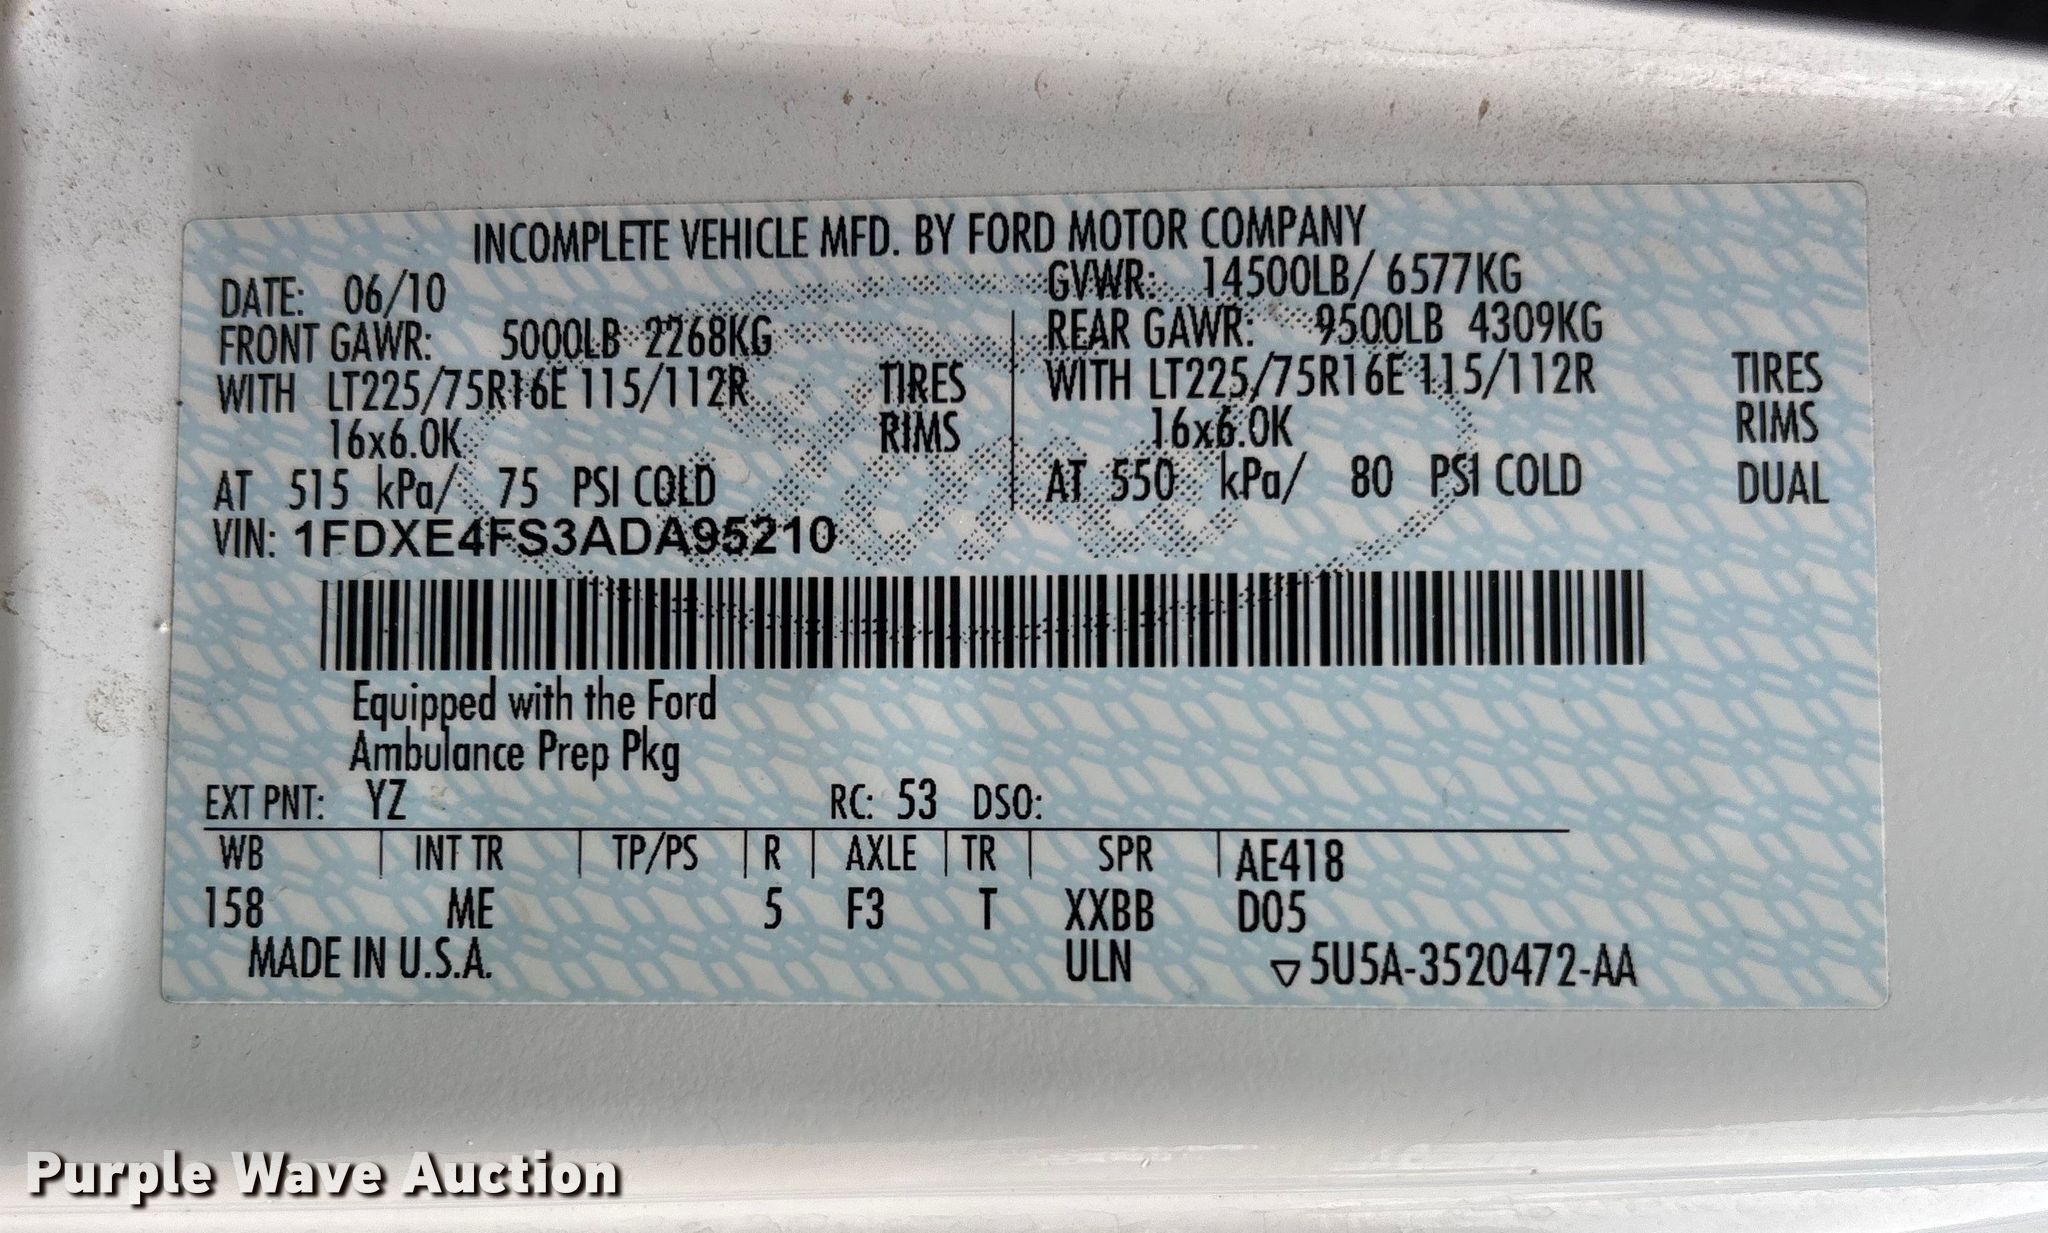 INCOMPLETE VEHICLE MFD. BY FORD MOTOR COMPANY
DATE: 06/10 GVWR: 14500LB/ 6577KG
FRONT GAWR: 5000LB 2268KG REAR GAWR: 9500LB 4309KG
WITH LT225/75R16E 115/112R TIRES WITH LT225/75R16E 115/112R TIRES
16x6.0K RIMS 16x6.0K RIMS
AT 515 kPa/ 75 PSI COLD AT 550 kPa/ 80 PSI COLD DUAL
VIN: 1FDXE4FS3ADA95210
Equipped with the Ford
Ambulance Prep Pkg
EXT PNT: YZ RC: 53 DSO:
WB INT TR TP/PS R AXLE TR SPR AE418
158 ME 5 F3 T XXBB D05
MADE IN U.S.A. ULN ▽5U5A-3520472-AA
Purple Wave Auction